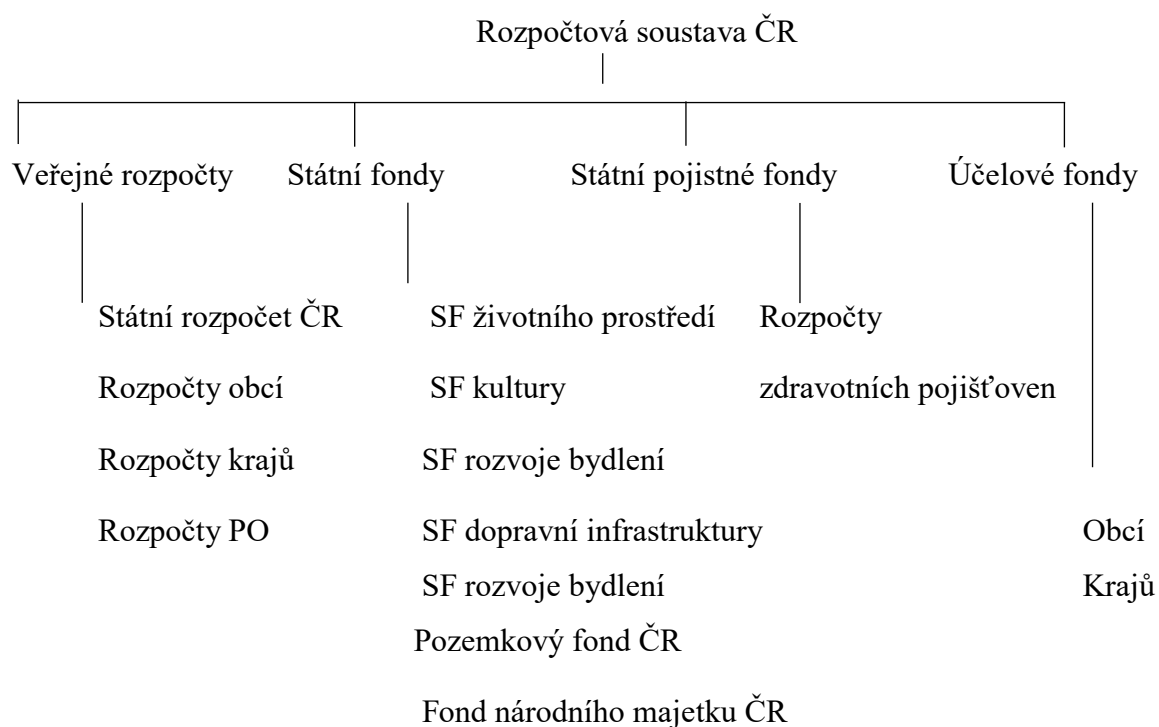 Rozpočtová soustava ČR
Veřejné rozpočty
Státní fondy
Státní pojistné fondy
Účelové fondy
Státní rozpočet ČR
Rozpočty obcí
Rozpočty krajů
Rozpočty PO
SF životního prostředí
SF kultury
SF rozvoje bydlení
SF dopravní infrastruktury
SF rozvoje bydlení
Pozemkový fond ČR
Fond národního majetku ČR
Rozpočty
zdravotních pojišťoven
Obcí
Krajů